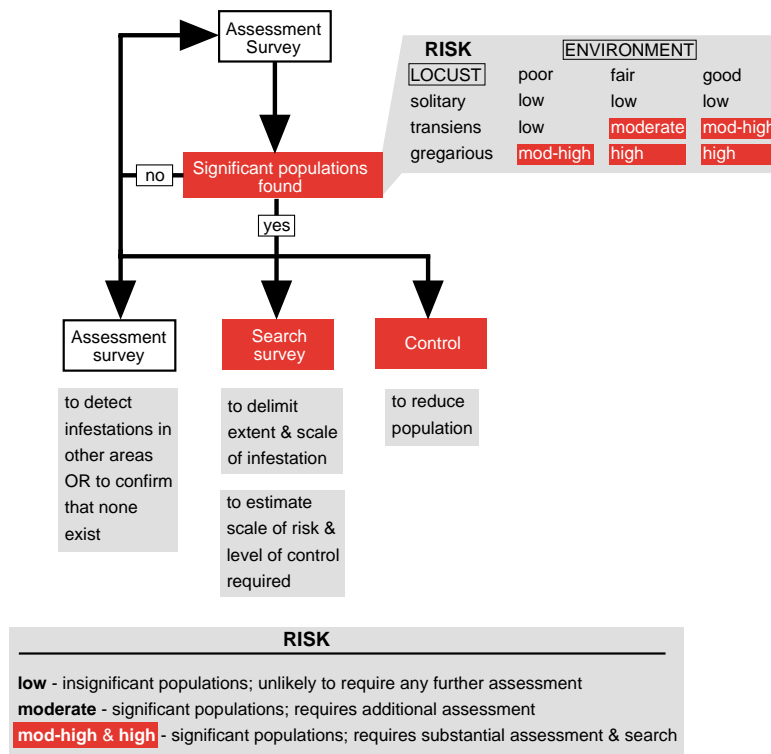 Assessment
Survey
RISK ENVIRONMENT
LOCUST poor fair good
solitary low low low
transiens low moderate mod-high
gregarious mod-high high high
Significant populations
found
no
yes
Assessment
survey
Search
survey
Control
to detect
infestations in
other areas
OR to confirm
that none
exist
to delimit
extent & scale
of infestation
to estimate
scale of risk &
level of control
required
to reduce
population
RISK
low - insignificant populations; unlikely to require any further assessment
moderate - significant populations; requires additional assessment
mod-high & high - significant populations; requires substantial assessment & search